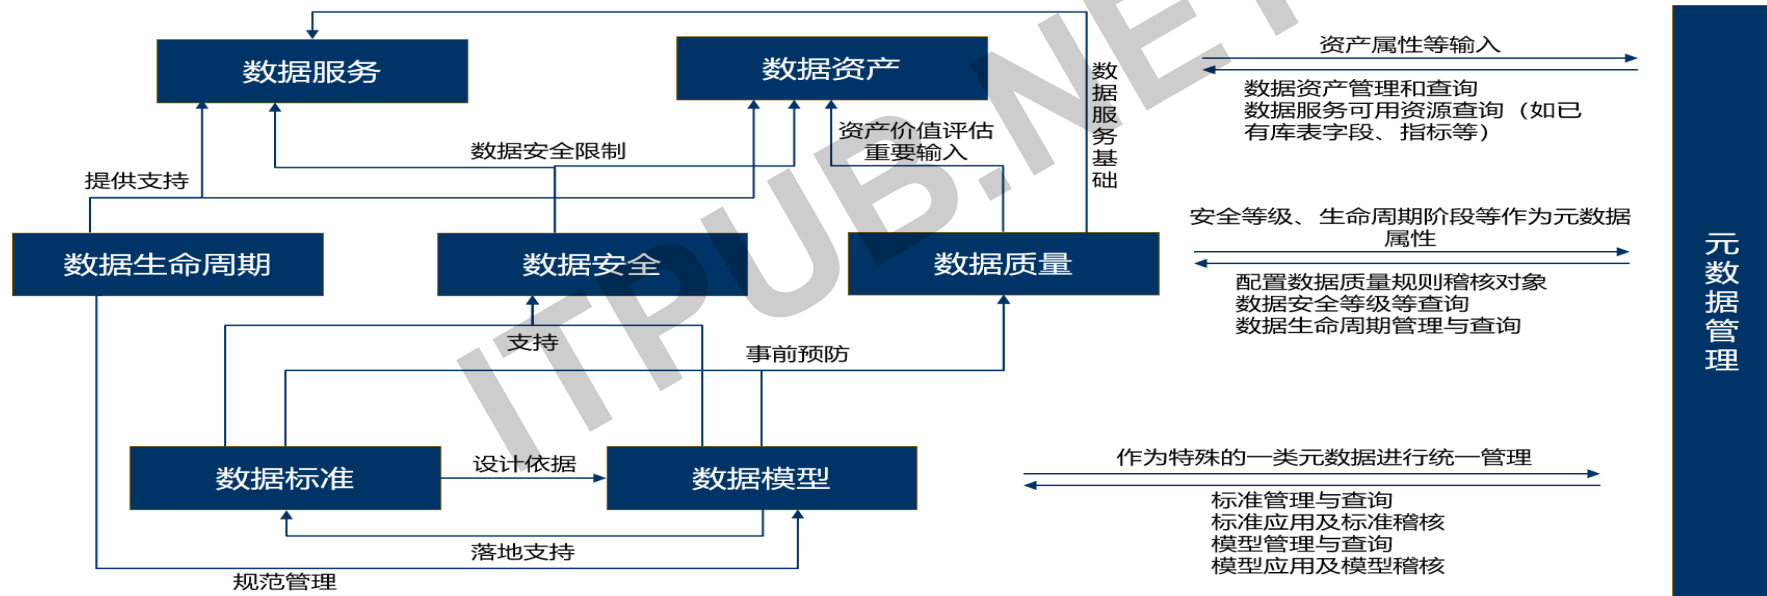 数据服务
数据资产
数据服务基础
资产属性等输入
数据资产管理和查询
数据服务可用资源查询（如已
有库表字段、指标等）
数据安全限制
资产价值评估
重要输入
提供支持
数据生命周期
数据安全
数据质量
安全等级、生命周期阶段等作为元数据
属性
配置数据质量规则稽核对象
数据安全等级等查询
数据生命周期管理与查询
元数据管理
支持
事前预防
数据标准
设计依据
数据模型
作为特殊的一类元数据进行统一管理
标准管理与查询
标准应用及标准稽核
模型管理与查询
模型应用及模型稽核
落地支持
规范管理
ITPUB.NET